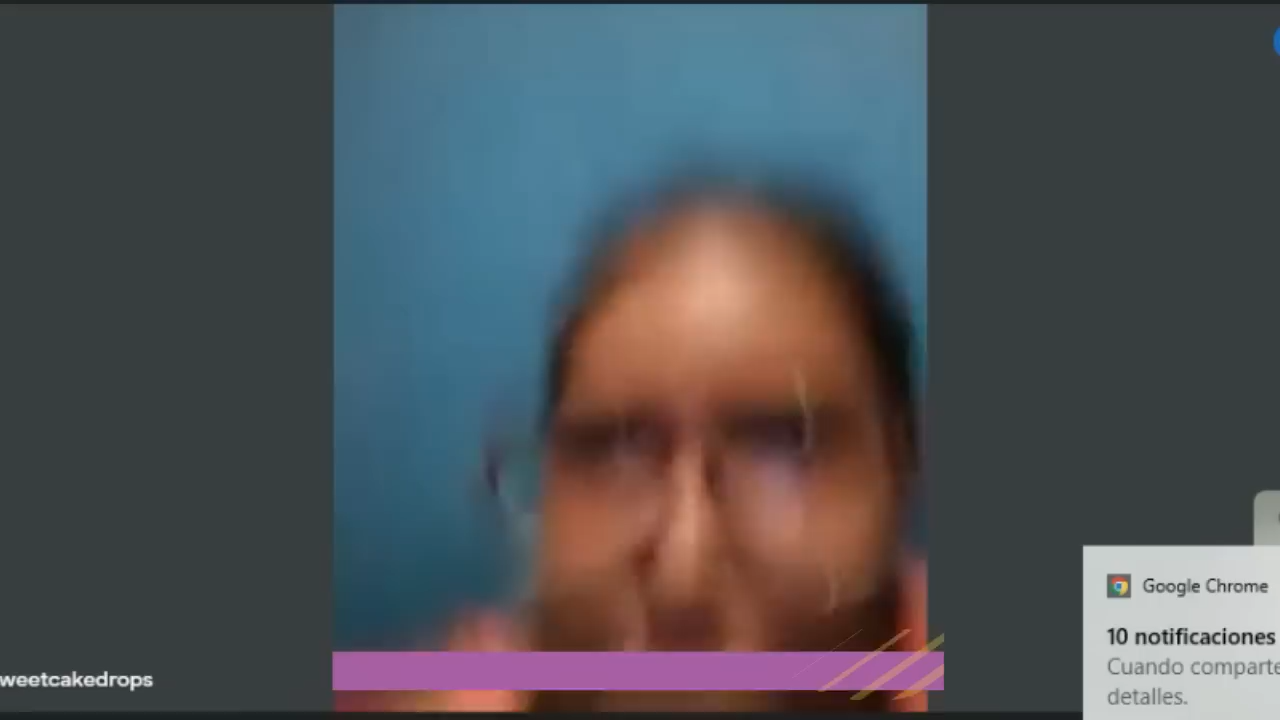 weetcakedrops
Google Chrome
10 notificaciones
Cuando comparte
detalles.